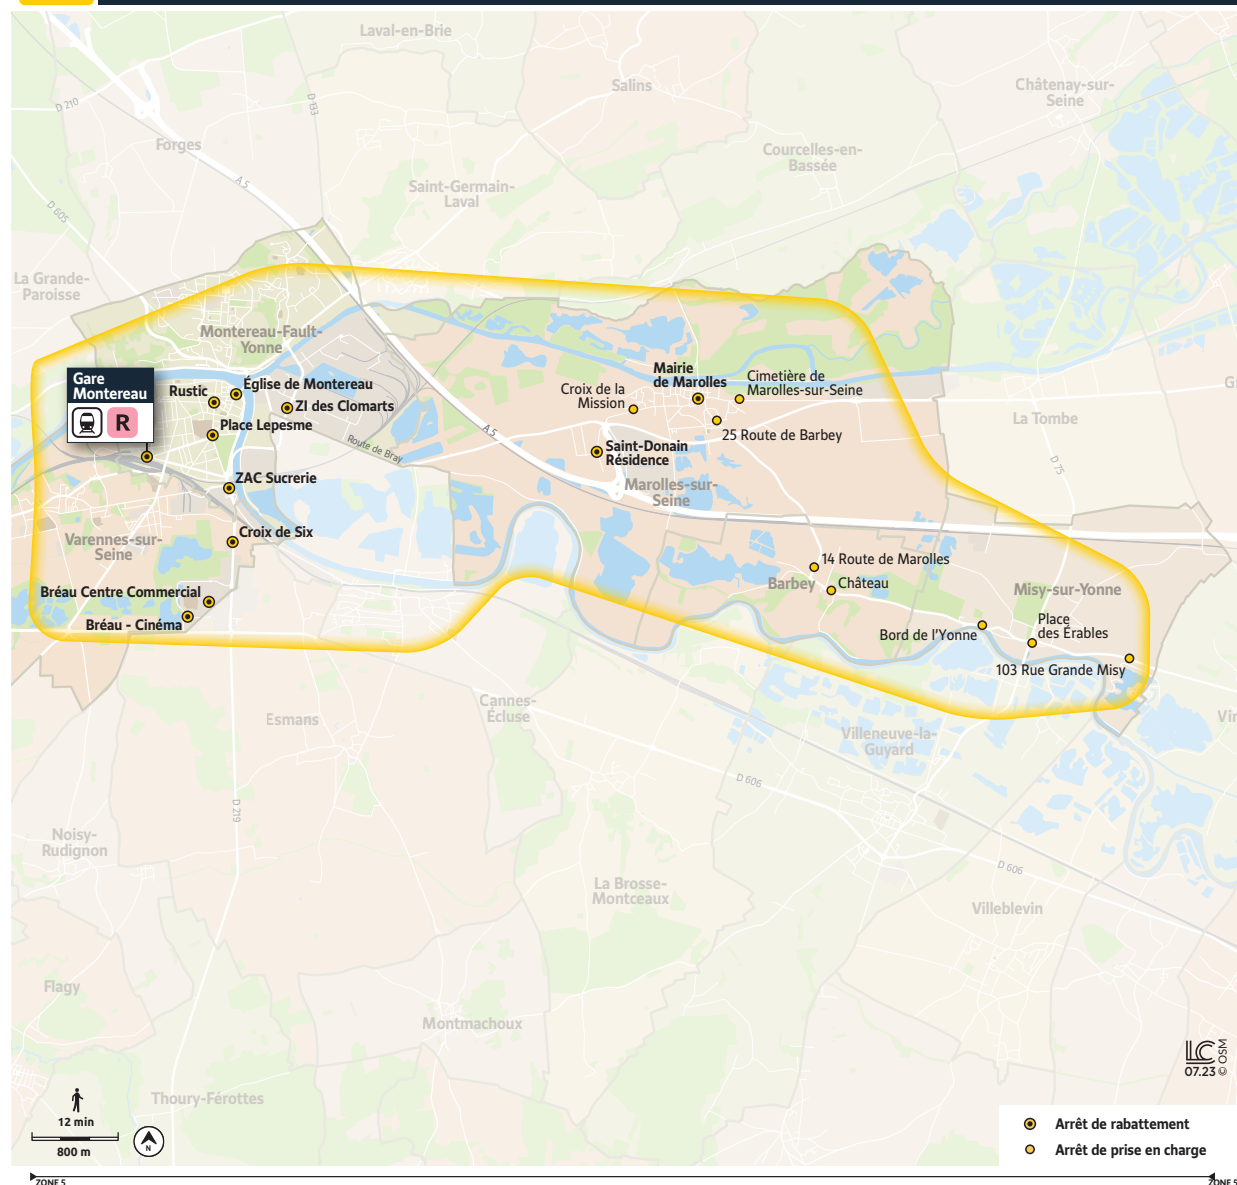 Laval-en-Brie
Salins
Châtenay-sur-
Seine
D 210
D 133
Forges
Courcelles-en-
Bassée
A 5
Saint-Germain-
Laval
D 605
La Grande-
Paroisse
Montereau-Fault-
Yonne
Gare
Montereau
R
Rustic
Église de Montereau
ZI des Clomarts
Place Lepesme
Route de Bray
ZAC Sucrerie
Croix de Six
Varennes-sur-
Seine
Bréau Centre Commercial
Bréau - Cinéma
A 5
Croix de la
Mission
Mairie
de Marolles
Cimetière de
Marolles-sur-Seine
25 Route de Barbey
Saint-Donain
Résidence
Marolles-sur-
Seine
La Tombe
D 75
14 Route de Marolles
Barbey
Château
Misy-sur-Yonne
Bord de l'Yonne
Place
des Érables
103 Rue Grande Misy
Cannes-
Écluse
Esmans
Villeneuve-la-
Guyard
D 606
D 219
Noisy-
Rudignon
D 606
La Brosse-
Montceaux
Villeblevin
Flagy
Montmachoux
Thoury-Férottes
LC
07.23 © OSM
12 min
800 m
N
Arrêt de rabattement
Arrêt de prise en charge
ZONE 5
ZONE 5